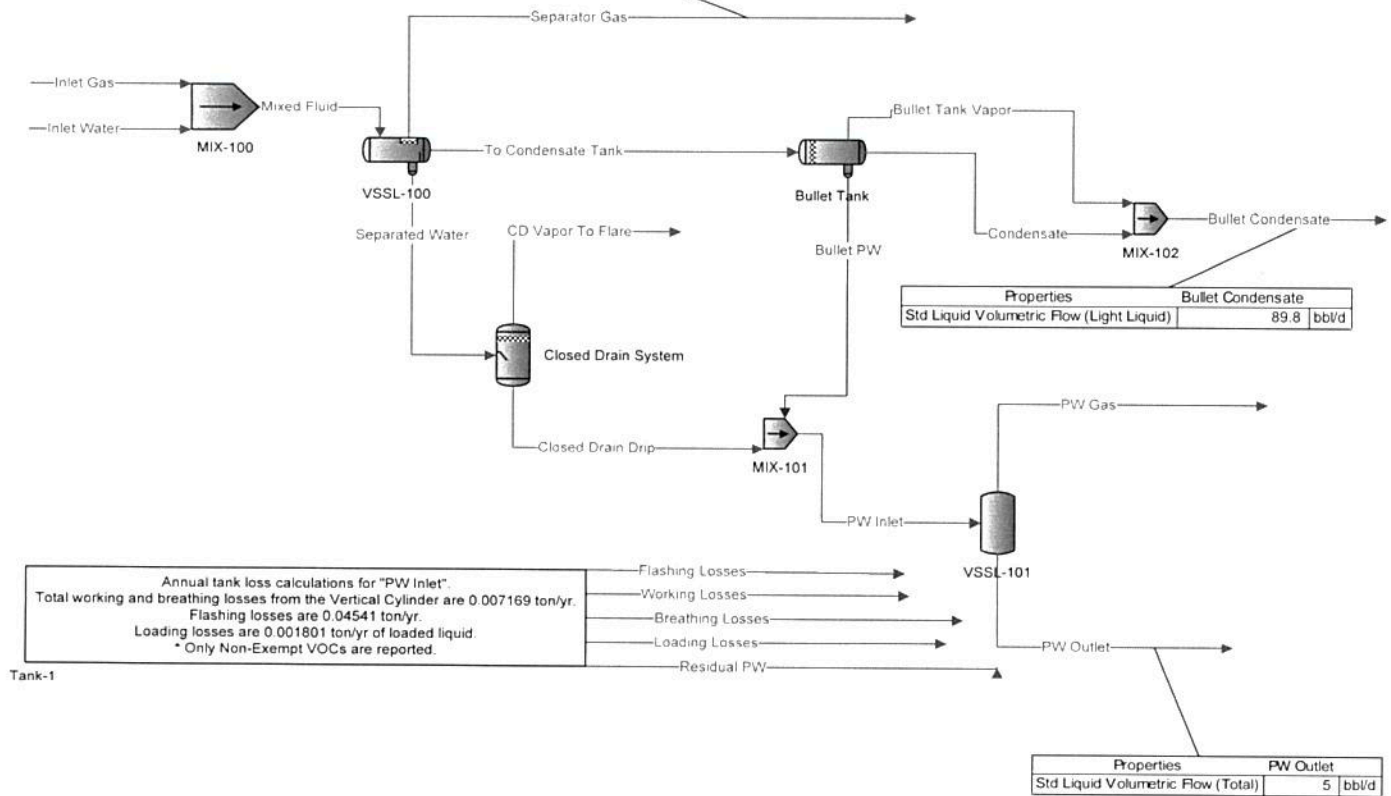 Separator Gas
Inlet Gas
Mixed Fluid
Inlet Water
MIX-100
To Condensate Tank
VSSL-100
Bullet Tank Vapor
Bullet Tank
Separated Water
CD Vapor To Flare
Bullet PW
Condensate
Bullet Condensate
MIX-102
Properties Bullet Condensate
Std Liquid Volumetric Flow (Light Liquid) 89.8 bbl/d
Closed Drain System
Closed Drain Drip
MIX-101
PW Gas
PW Inlet
VSSL-101
Annual tank loss calculations for "PW Inlet".
Total working and breathing losses from the Vertical Cylinder are 0.007169 ton/yr.
Flashing losses are 0.04541 ton/yr.
Loading losses are 0.001801 ton/yr of loaded liquid.
* Only Non-Exempt VOCs are reported.
Tank-1
Flashing Losses
Working Losses
Breathing Losses
Loading Losses
Residual PW
PW Outlet
Properties PW Outlet
Std Liquid Volumetric Flow (Total) 5 bbl/d